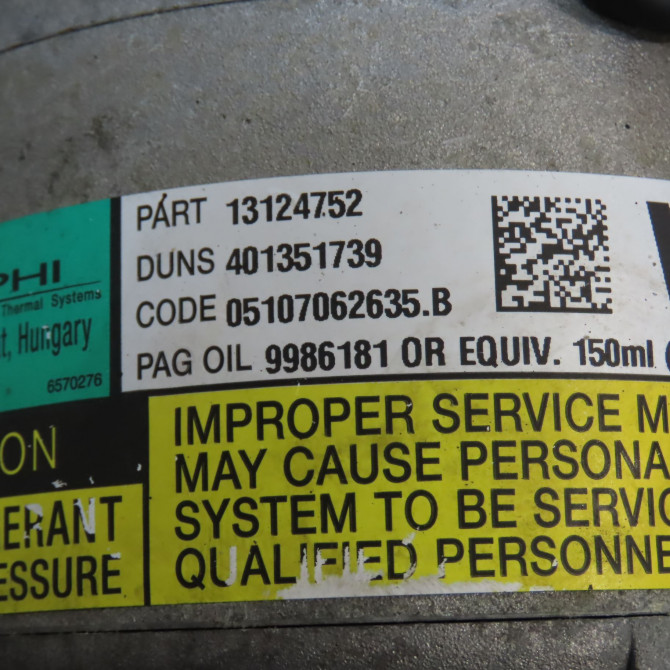 PHI
Thermal Systems
t, Hungary
6570276
PART 13124752
DUNS 401351739
CODE 05107062635.B
PAG OIL 9986181 OR EQUIV. 150ml
ON
ERANT
ESSURE
IMPROPER SERVICE M
MAY CAUSE PERSONA
SYSTEM TO BE SERVIC
QUALIFIED PERSONNE